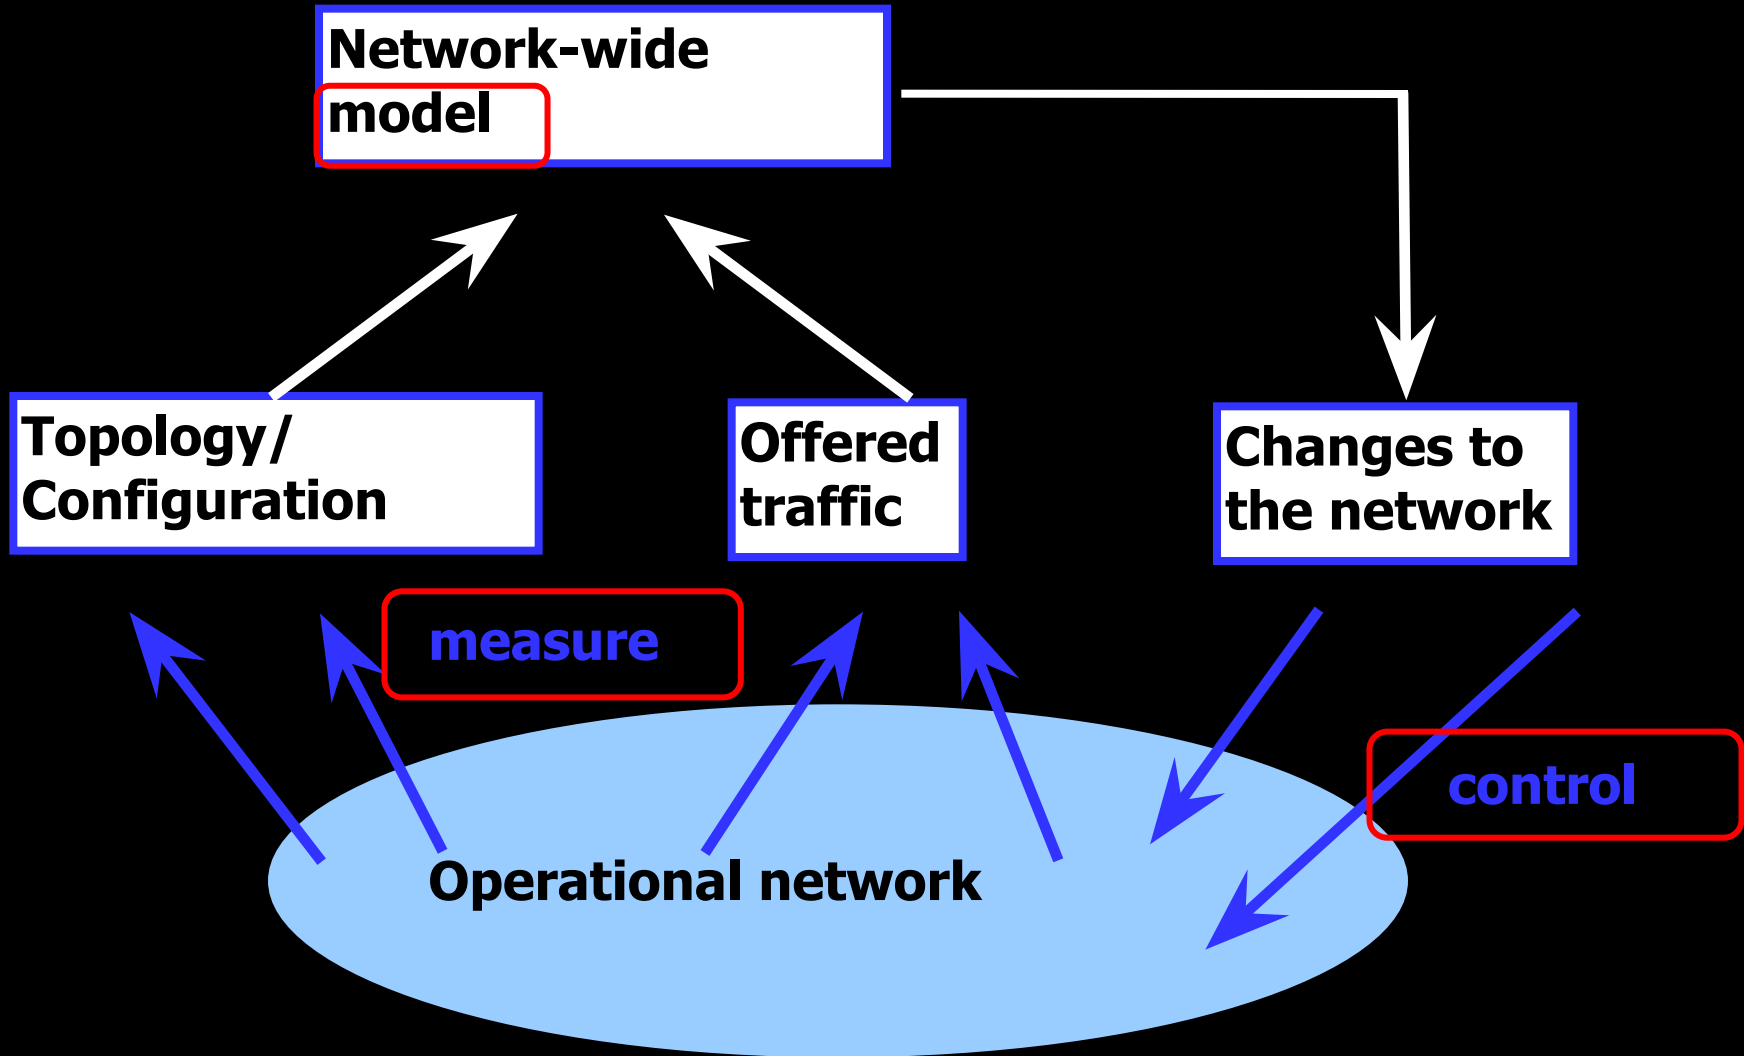 Network-wide
model
Topology/
Configuration
Offered
traffic
Changes to
the network
measure
control
Operational network